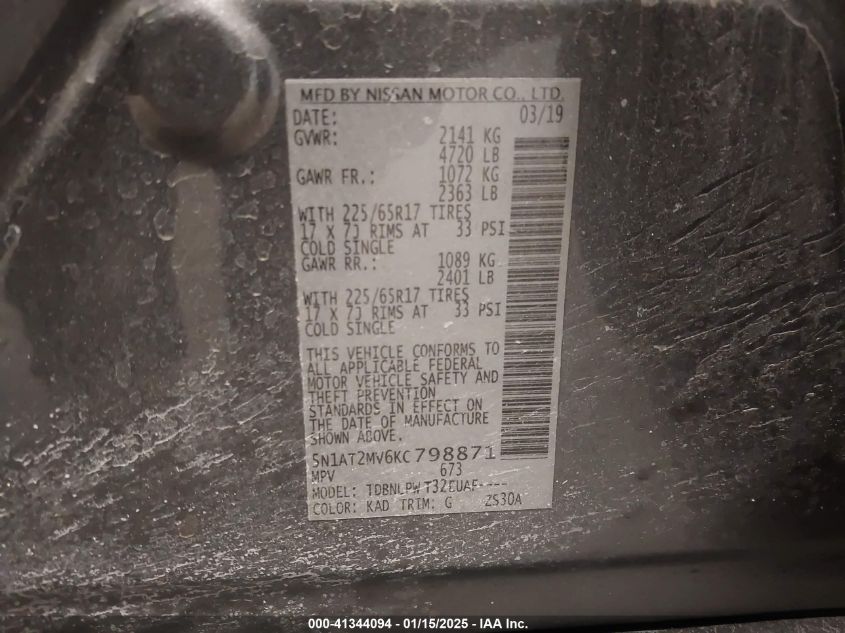 MFD BY NISSAN MOTOR CO., LTD.
DATE: 03/19
GVWR: 2141 KG
4720 LB
GAWR FR.: 1072 KG
2363 LB
WITH 225/65R17 TIRES
17 X 7J RIMS AT 33 PSI
COLD SINGLE
GAWR RR.: 1089 KG
2401 LB
WITH 225/65R17 TIRES
17 X 7J RIMS AT 33 PSI
COLD SINGLE
THIS VEHICLE CONFORMS TO
ALL APPLICABLE FEDERAL
MOTOR VEHICLE SAFETY AND
THEFT PREVENTION
STANDARDS IN EFFECT ON
THE DATE OF MANUFACTURE
SHOWN ABOVE.
5N1AT2MV6KC798871
MPV 673
MODEL: TDBNLPWT32EUAF----
COLOR: KAD TRIM: G ZS30A
000-41344094 - 01/15/2025 - IAA Inc.